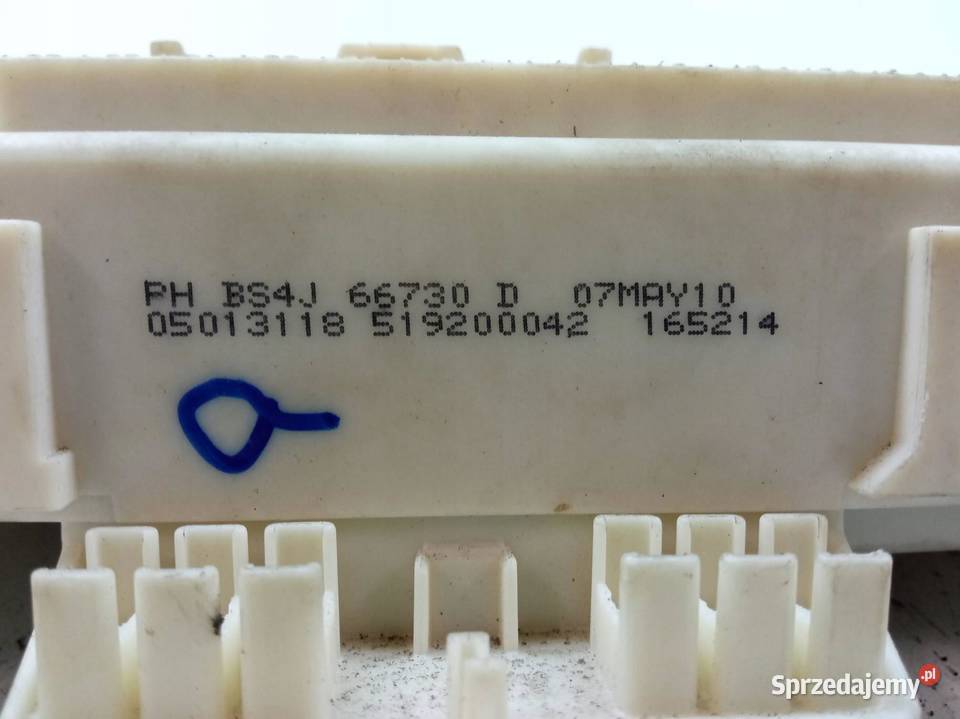 PH BS4J 66730 D 07MAY10
05013118 519200042 165214
Sprzedajemy.pl